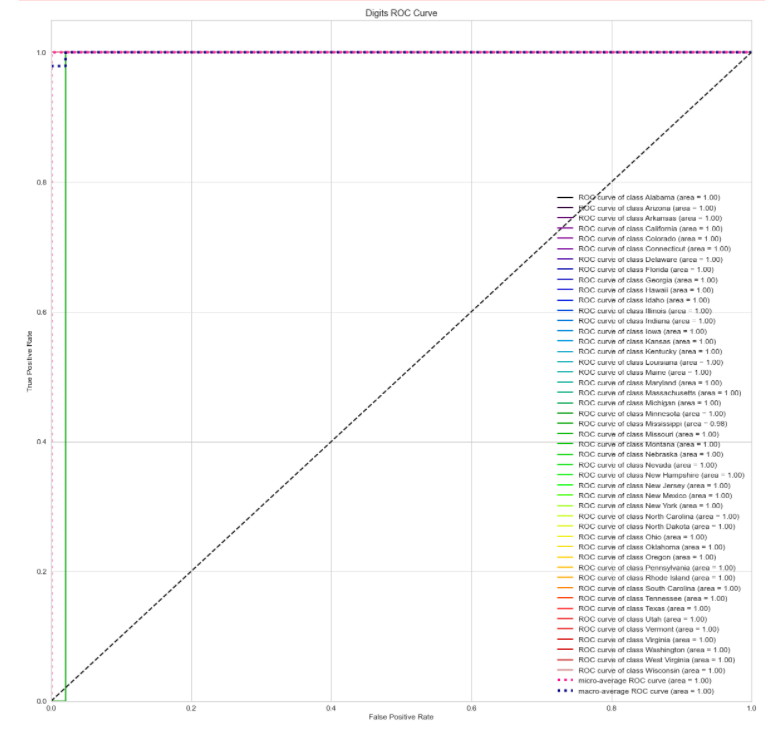 Digits ROC Curve
1.0
0.8
0.6
0.4
0.2
0.0
True Positive Rate
ROC curve of class Alabama (area = 1.00)
ROC curve of class Arizona (area = 1.00)
ROC curve of class Arkansas (area = 1.00)
ROC curve of class California (area = 1.00)
ROC curve of class Colorado (area = 1.00)
ROC curve of class Connecticut (area = 1.00)
ROC curve of class Delaware (area = 1.00)
ROC curve of class Florida (area = 1.00)
ROC curve of class Georgia (area = 1.00)
ROC curve of class Hawaii (area = 1.00)
ROC curve of class Idaho (area = 1.00)
ROC curve of class Illinois (area = 1.00)
ROC curve of class Indiana (area = 1.00)
ROC curve of class Iowa (area = 1.00)
ROC curve of class Kansas (area = 1.00)
ROC curve of class Kentucky (area = 1.00)
ROC curve of class Louisiana (area = 1.00)
ROC curve of class Maine (area = 1.00)
ROC curve of class Maryland (area = 1.00)
ROC curve of class Massachusetts (area = 1.00)
ROC curve of class Michigan (area = 1.00)
ROC curve of class Minnesota (area = 1.00)
ROC curve of class Mississippi (area = 0.98)
ROC curve of class Missouri (area = 1.00)
ROC curve of class Montana (area = 1.00)
ROC curve of class Nebraska (area = 1.00)
ROC curve of class Nevada (area = 1.00)
ROC curve of class New Hampshire (area = 1.00)
ROC curve of class New Jersey (area = 1.00)
ROC curve of class New Mexico (area = 1.00)
ROC curve of class New York (area = 1.00)
ROC curve of class North Carolina (area = 1.00)
ROC curve of class North Dakota (area = 1.00)
ROC curve of class Ohio (area = 1.00)
ROC curve of class Oklahoma (area = 1.00)
ROC curve of class Oregon (area = 1.00)
ROC curve of class Pennsylvania (area = 1.00)
ROC curve of class Rhode Island (area = 1.00)
ROC curve of class South Carolina (area = 1.00)
ROC curve of class Tennessee (area = 1.00)
ROC curve of class Texas (area = 1.00)
ROC curve of class Utah (area = 1.00)
ROC curve of class Vermont (area = 1.00)
ROC curve of class Virginia (area = 1.00)
ROC curve of class Washington (area = 1.00)
ROC curve of class West Virginia (area = 1.00)
ROC curve of class Wisconsin (area = 1.00)
micro-average ROC curve (area = 1.00)
macro-average ROC curve (area = 1.00)
0.0 0.2 0.4 0.6 0.8 1.0
False Positive Rate